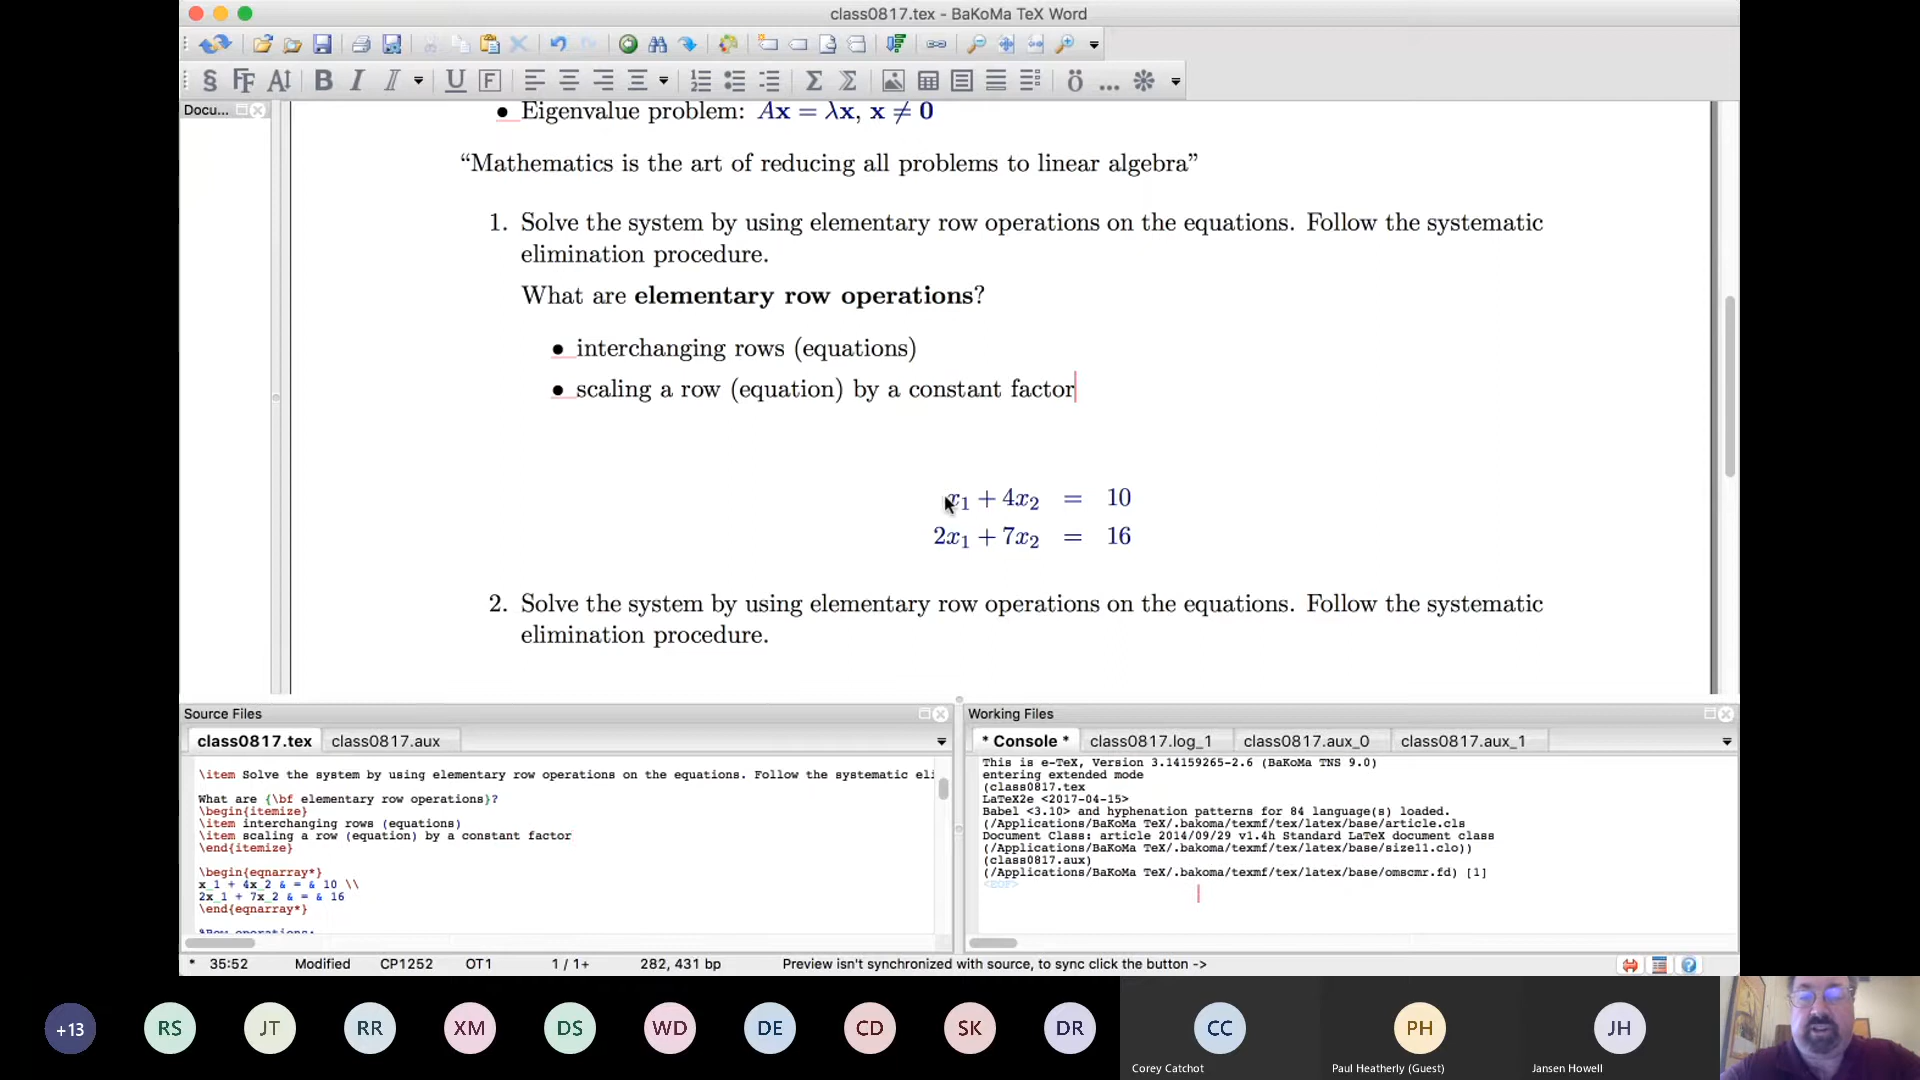 class0817.tex - BaKoMa TeX Word
Docu...
• Eigenvalue problem: Ax = λx, x ≠ 0
“Mathematics is the art of reducing all problems to linear algebra”
1. Solve the system by using elementary row operations on the equations. Follow the systematic
elimination procedure.
What are elementary row operations?
• interchanging rows (equations)
• scaling a row (equation) by a constant factor
x₁ + 4x₂ = 10
2x₁ + 7x₂ = 16
2. Solve the system by using elementary row operations on the equations. Follow the systematic
elimination procedure.
Source Files
class0817.tex class0817.aux
\item Solve the system by using elementary row operations on the equations. Follow the systematic eli
What are {\bf elementary row operations}?
\begin{itemize}
\item interchanging rows (equations)
\item scaling a row (equation) by a constant factor
\end{itemize}
\begin{eqnarray*}
x_1 + 4x_2 & = & 10 \\
2x_1 + 7x_2 & = & 16
\end{eqnarray*}
%Row operations:
Working Files
* Console * class0817.log_1 class0817.aux_0 class0817.aux_1
This is e-TeX, Version 3.14159265-2.6 (BaKoMa TNS 9.0)
entering extended mode
(class0817.tex
LaTeX2e <2017-04-15>
Babel <3.10> and hyphenation patterns for 84 language(s) loaded.
(/Applications/BaKoMa TeX/.bakoma/texmf/tex/latex/base/article.cls
Document Class: article 2014/09/29 v1.4h Standard LaTeX document class
(/Applications/BaKoMa TeX/.bakoma/texmf/tex/latex/base/size11.clo))
(class0817.aux)
(/Applications/BaKoMa TeX/.bakoma/texmf/tex/latex/base/omscmr.fd) [1]
<EOF>
* 35:52 Modified CP1252 OT1 1 / 1+ 282, 431 bp Preview isn't synchronized with source, to sync click the button ->
+13 RS JT RR XM DS WD DE CD SK DR CC PH JH
Corey Catchot Paul Heatherly (Guest) Jansen Howell